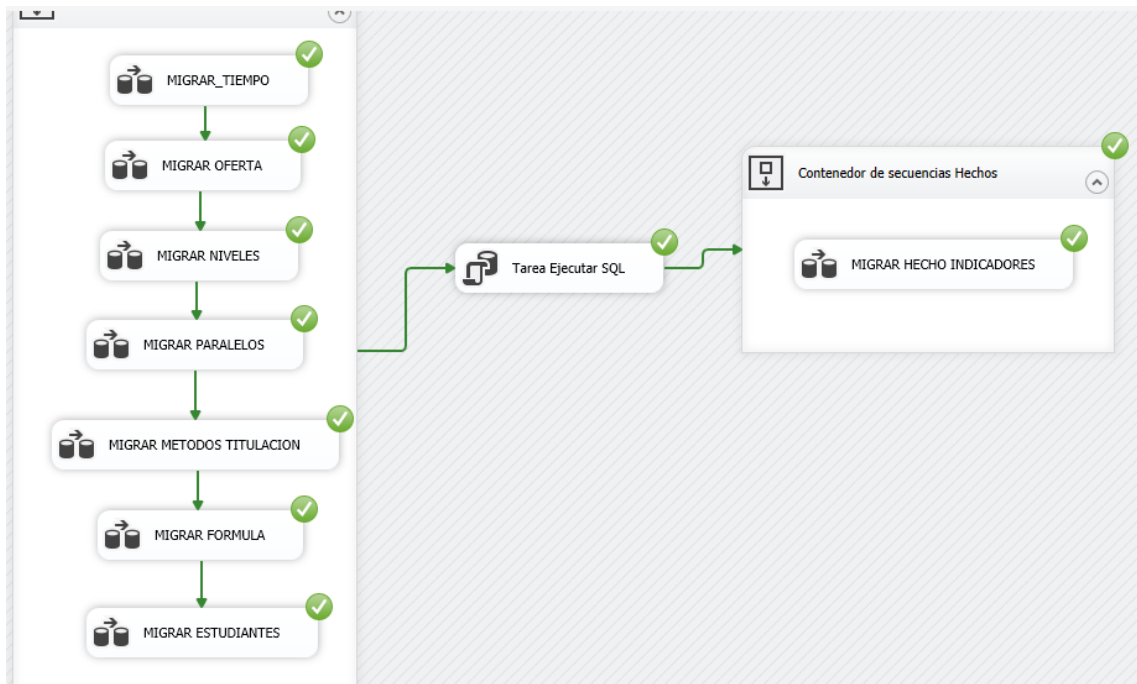 MIGRAR_TIEMPO
MIGRAR OFERTA
MIGRAR NIVELES
MIGRAR PARALELOS
MIGRAR METODOS TITULACION
MIGRAR FORMULA
MIGRAR ESTUDIANTES
Tarea Ejecutar SQL
Contenedor de secuencias Hechos
MIGRAR HECHO INDICADORES